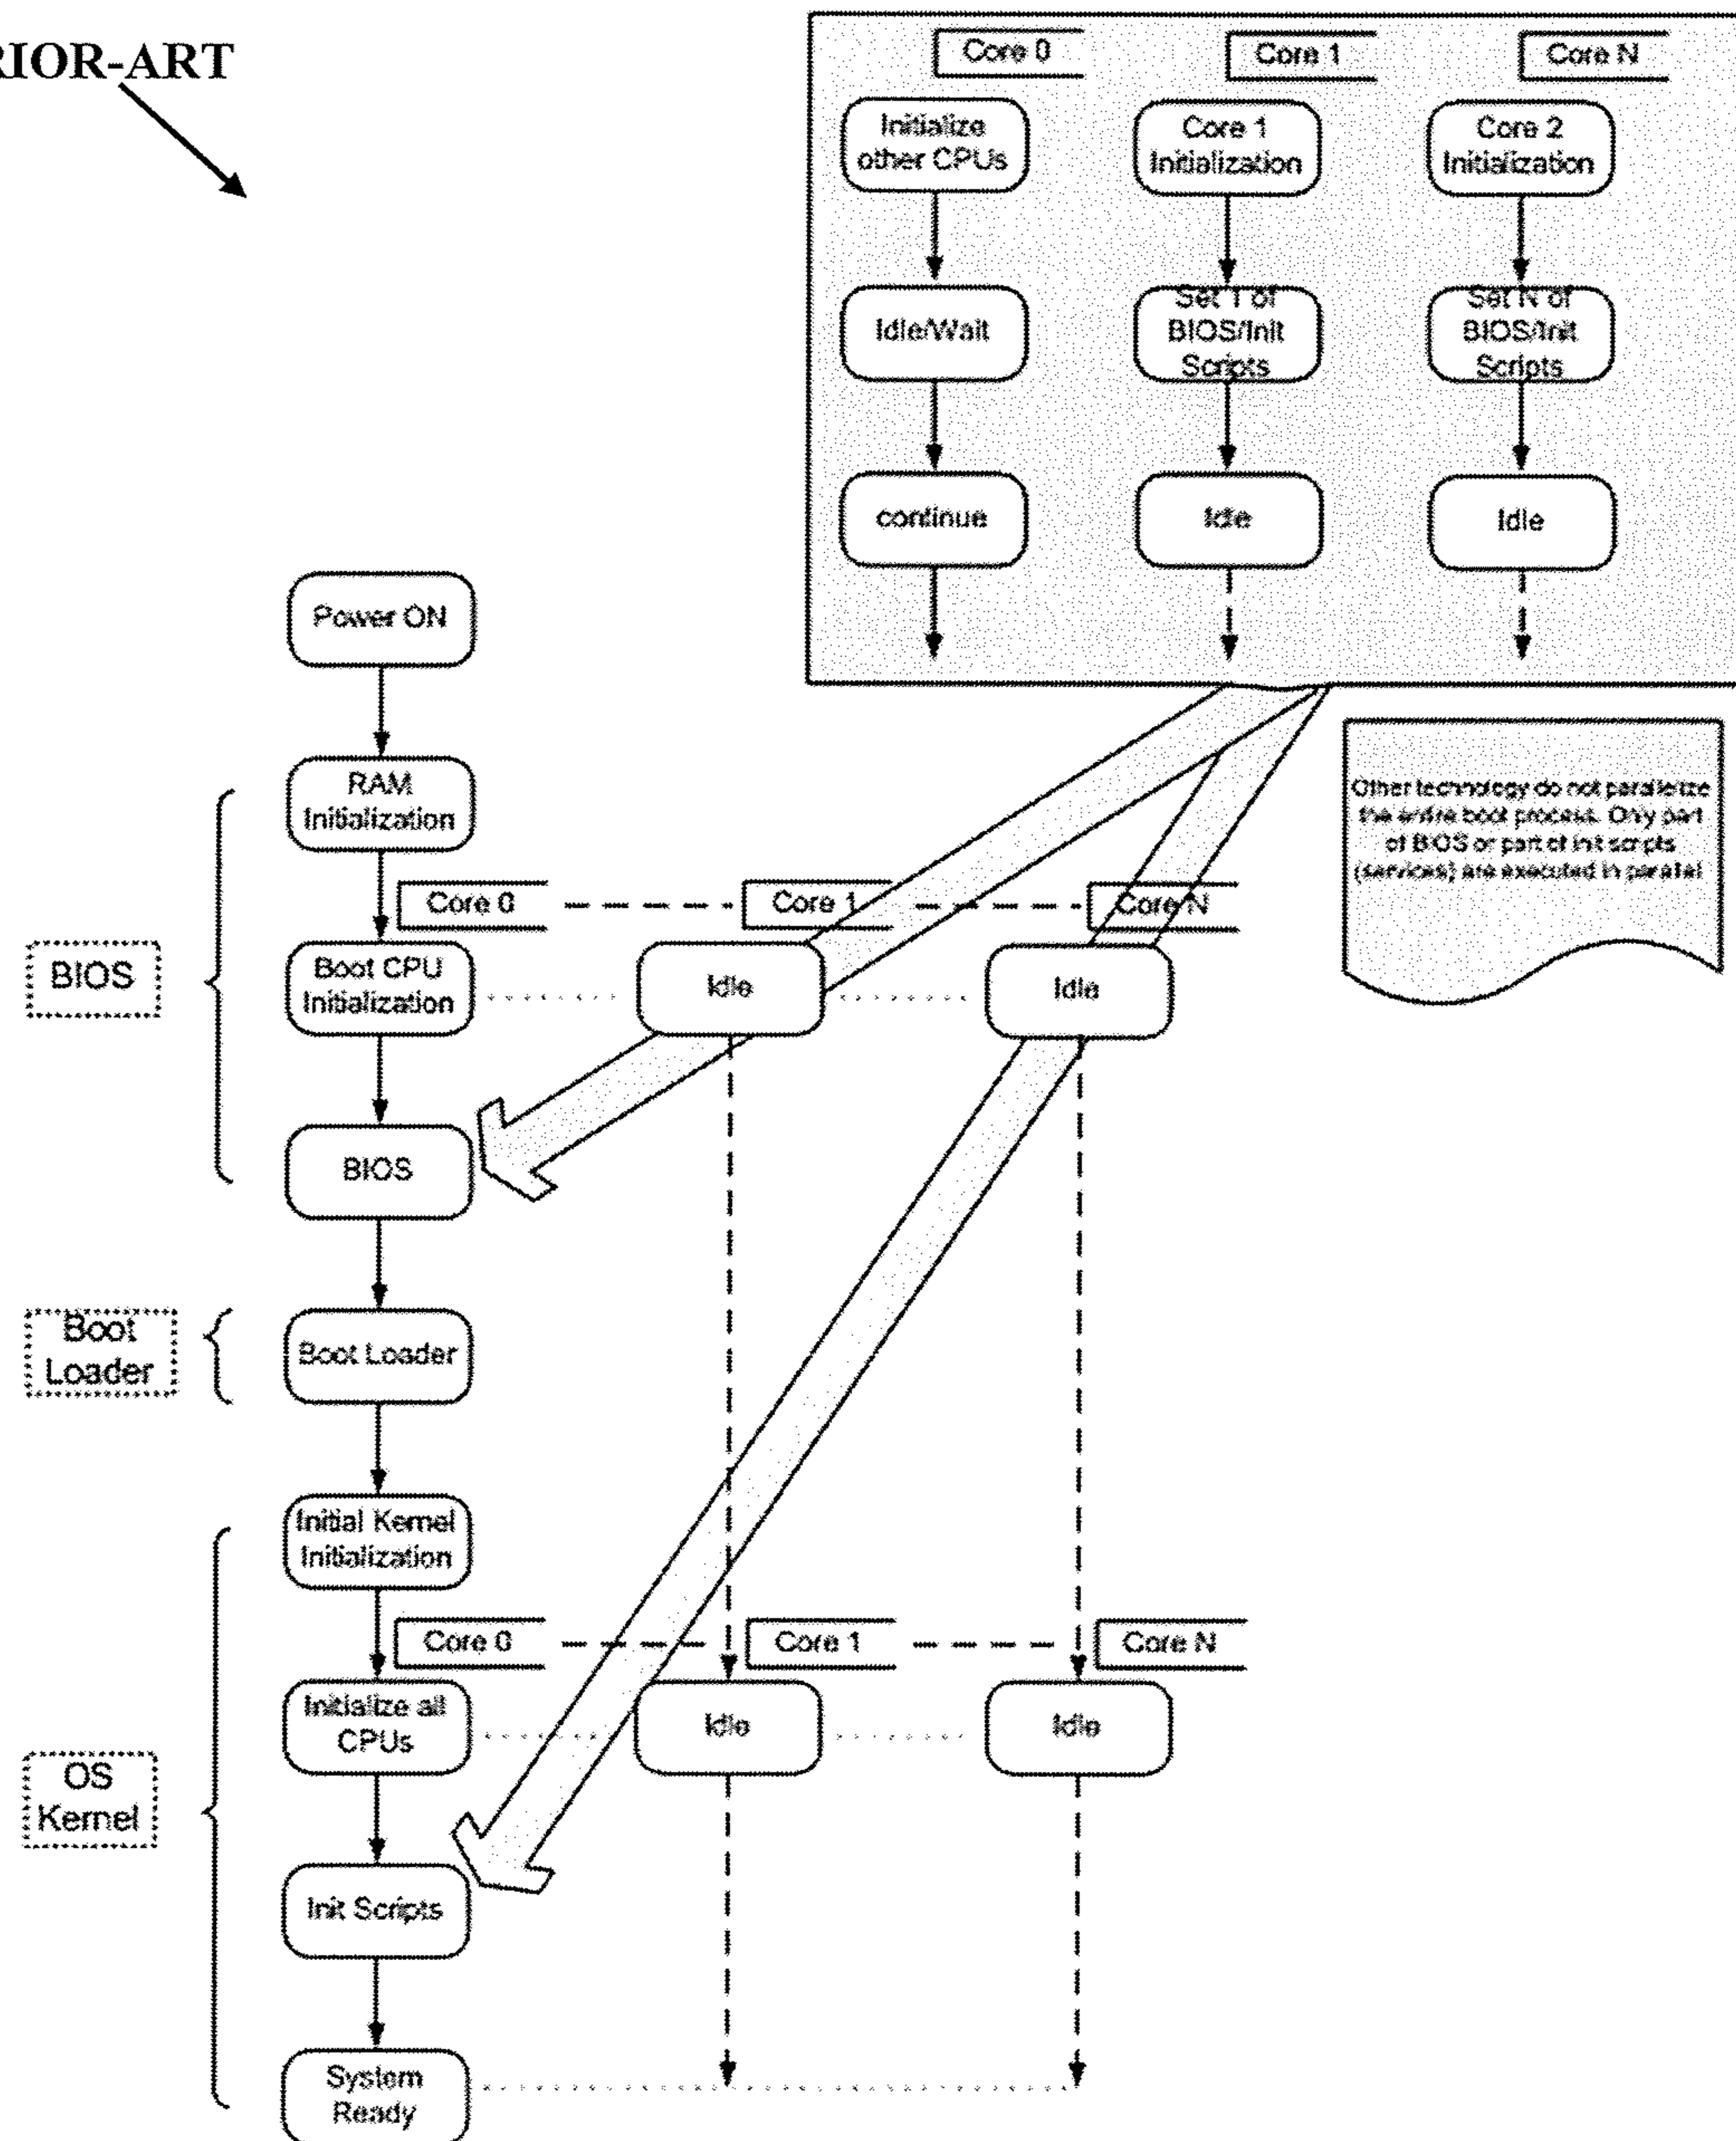 RIOR-ART
Core 0
Core 1
Core N
Initialize
other CPUs
Core 1
Initialization
Core 2
Initialization
Idle/Wait
Set 1 of
BIOS/Init
Scripts
Set N of
BIOS/Init
Scripts
continue
Idle
Idle
Power ON
RAM
Initialization
Other technology do not parallelize
the entire boot process. Only part
of BIOS or part of init scripts
(services) are executed in parallel
Core 0
Core 1
Core N
BIOS
Boot CPU
Initialization
Idle
Idle
BIOS
Boot
Loader
Boot Loader
Initial Kernel
Initialization
Core 0
Core 1
Core N
Initialize all
CPUs
Idle
Idle
OS
Kernel
Init Scripts
System
Ready